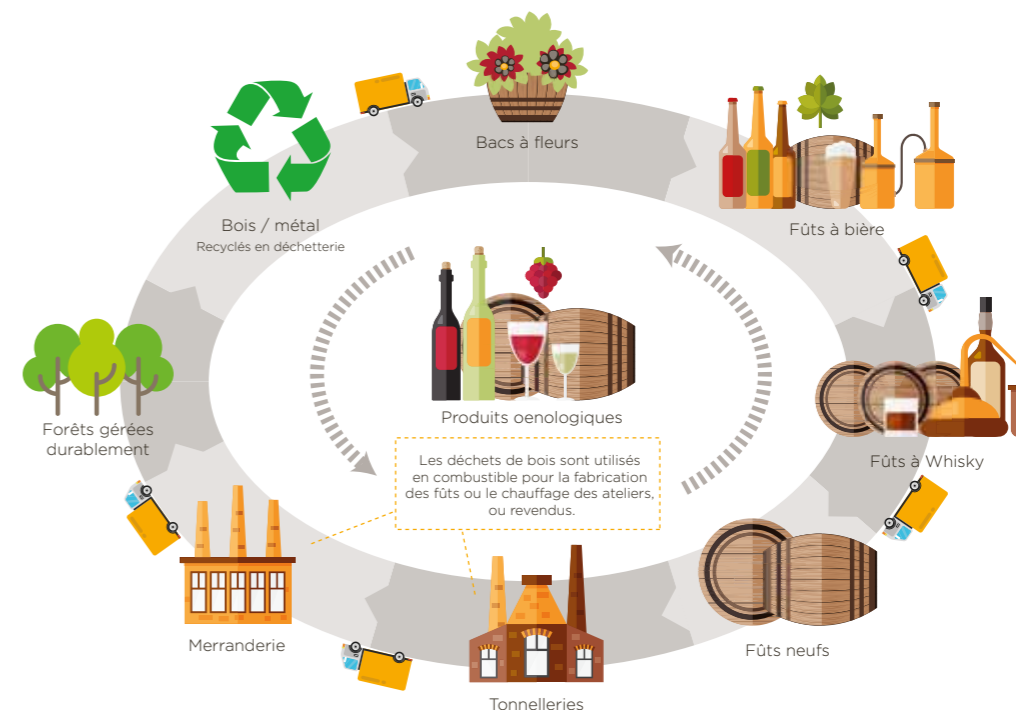 Bacs à fleurs
Bois / métal
Recyclés en déchetterie
Fûts à bière
Forêts gérées
durablement
Produits oenologiques
Les déchets de bois sont utilisés
en combustible pour la fabrication
des fûts ou le chauffage des ateliers,
ou revendus.
Fûts à Whisky
Merranderie
Fûts neufs
Tonnelleries